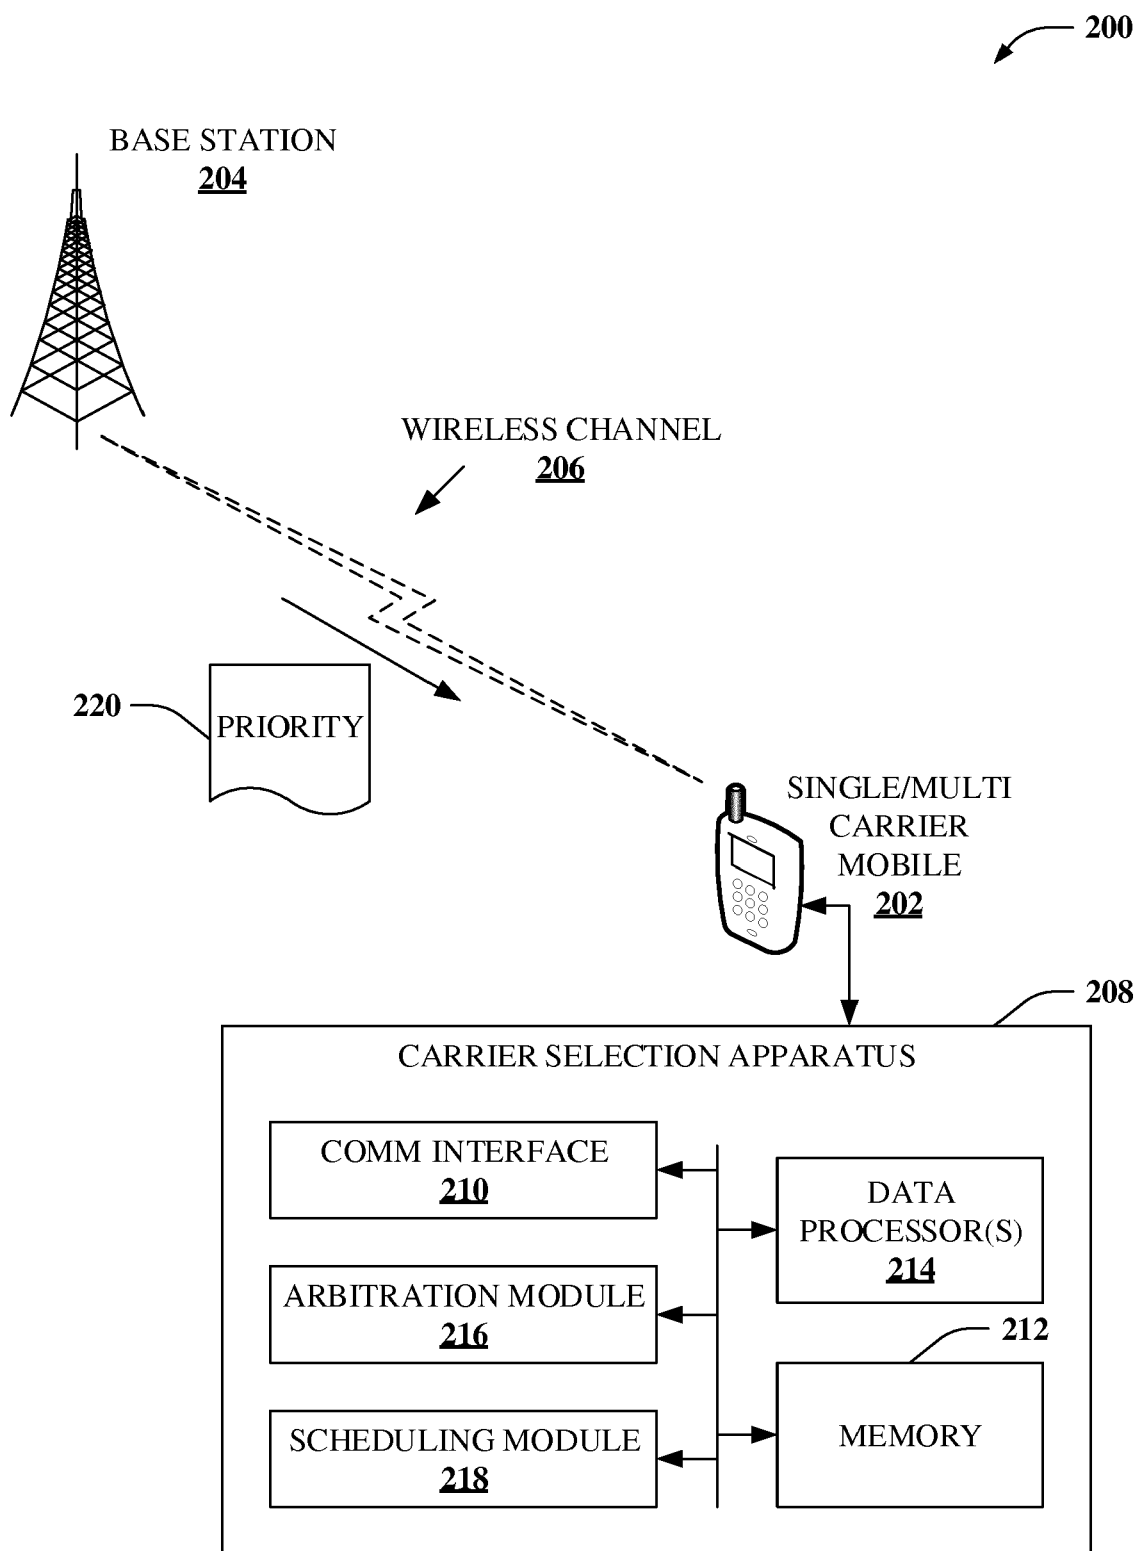 200
BASE STATION
204
WIRELESS CHANNEL
206
220
PRIORITY
SINGLE/MULTI
CARRIER
MOBILE
202
208
CARRIER SELECTION APPARATUS
COMM INTERFACE
210
DATA
PROCESSOR(S)
214
ARBITRATION MODULE
216
212
MEMORY
SCHEDULING MODULE
218